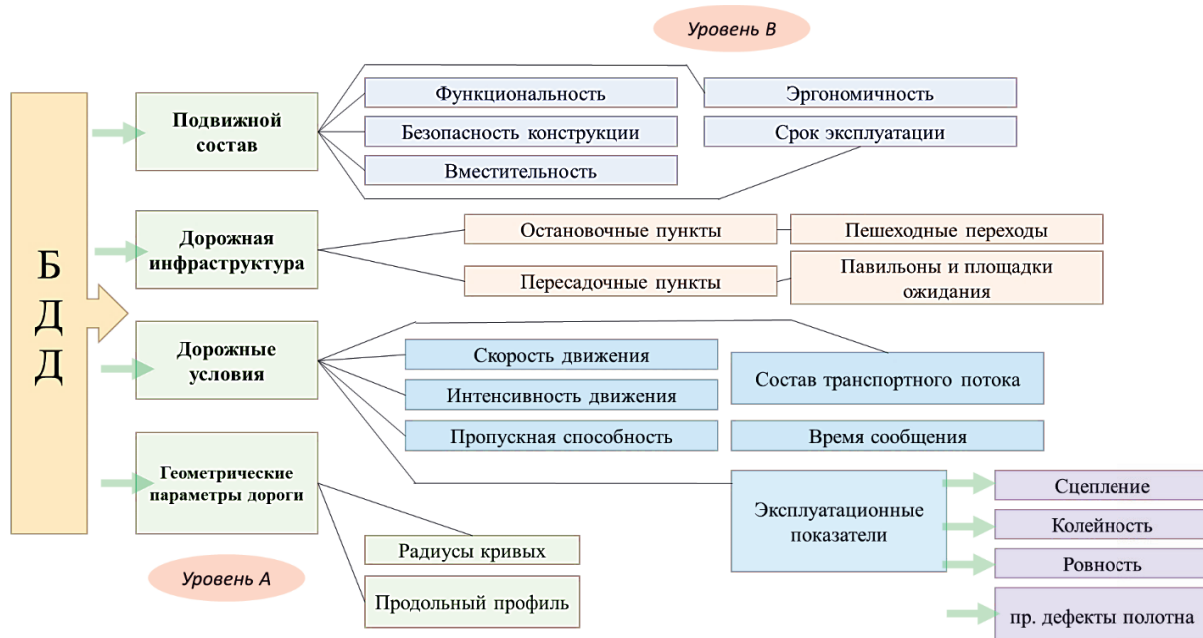 Уровень В
БДД
Подвижной
состав
Функциональность
Эргономичность
Безопасность конструкции
Срок эксплуатации
Вместительность
Дорожная
инфраструктура
Остановочные пункты
Пешеходные переходы
Пересадочные пункты
Павильоны и площадки
ожидания
Дорожные
условия
Скорость движения
Состав транспортного потока
Интенсивность движения
Пропускная способность
Время сообщения
Геометрические
параметры дороги
Эксплуатационные
показатели
Сцепление
Колейность
Ровность
пр. дефекты полотна
Радиусы кривых
Продольный профиль
Уровень А